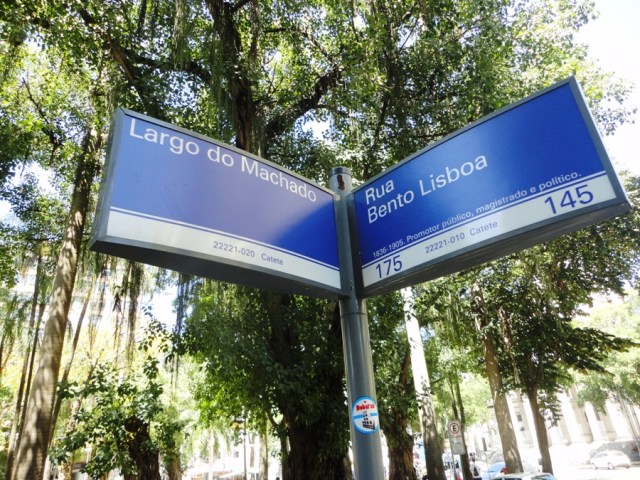 Largo do Machado
22221-020 Catete
Rua
Bento Lisboa
1836-1905. Promotor público, magistrado e político.
175 22221-010 Catete 145